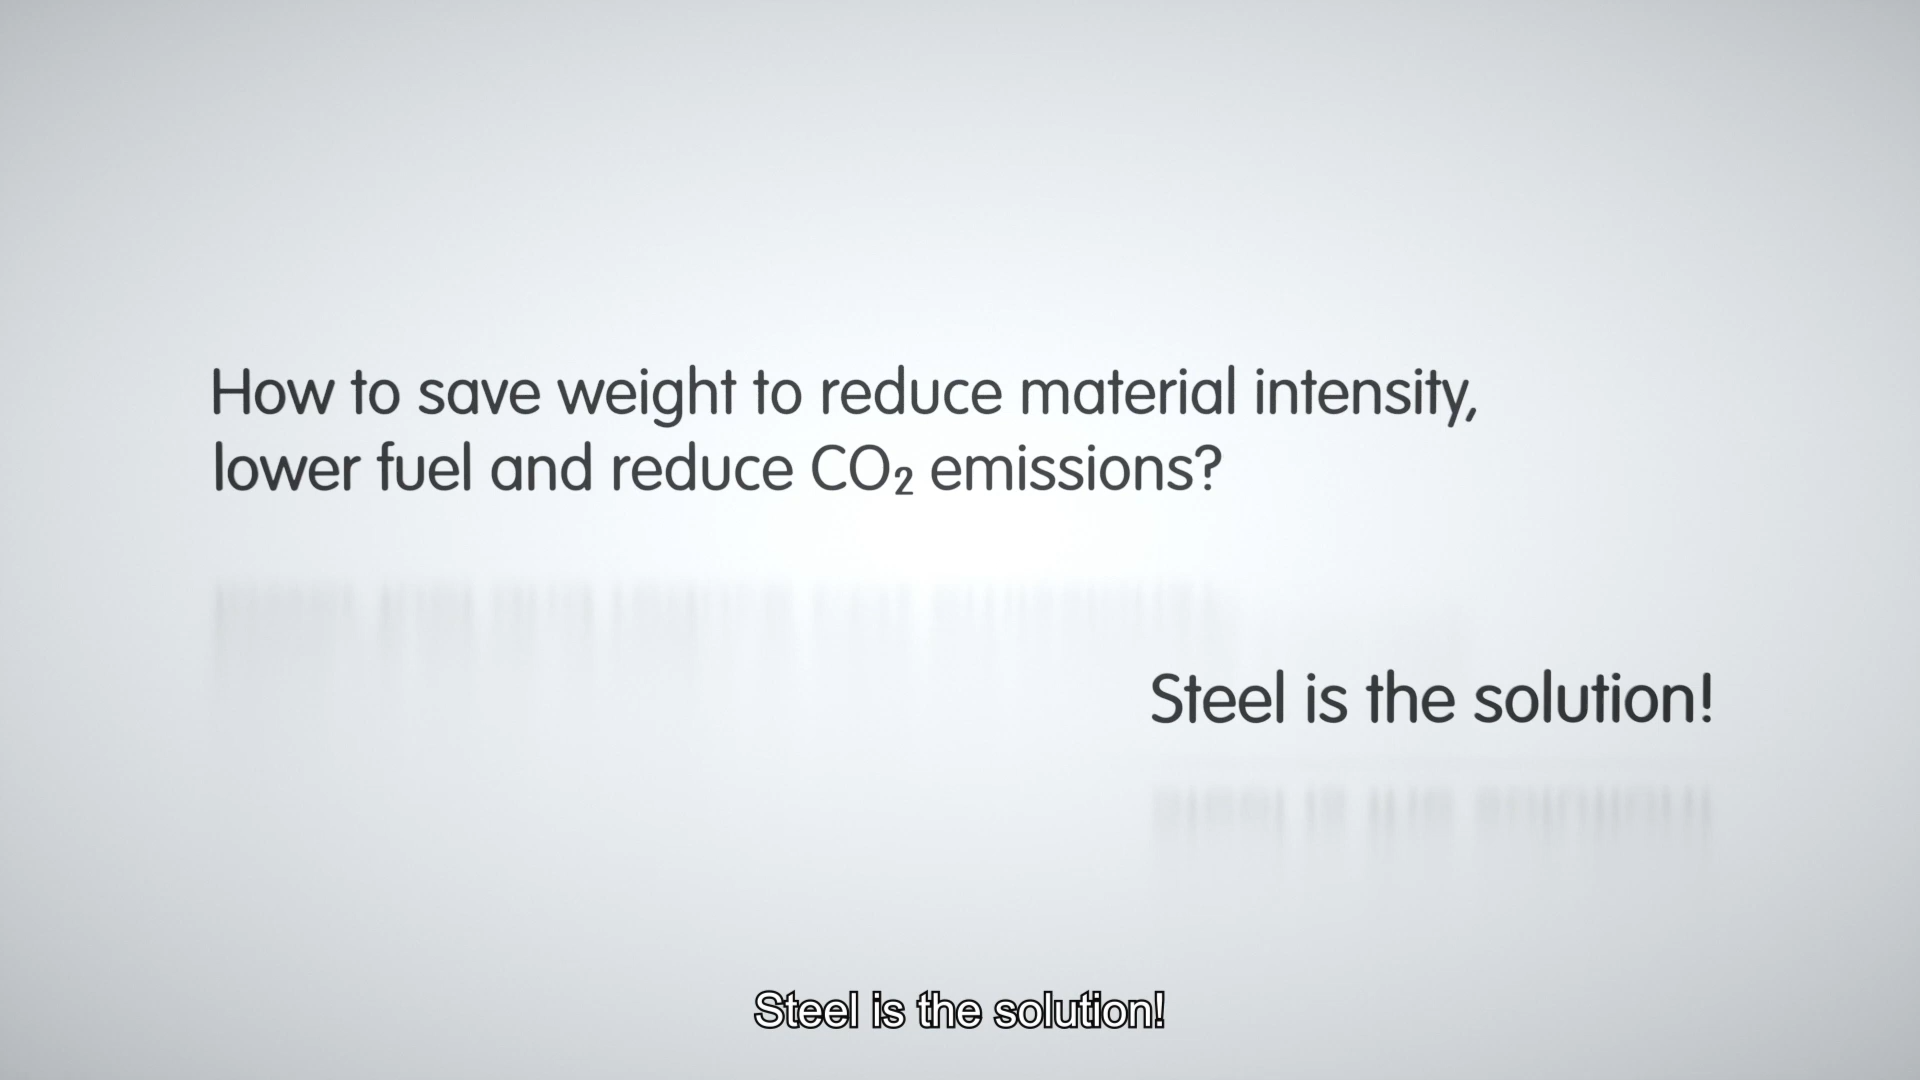 How to save weight to reduce material intensity,
lower fuel and reduce CO₂ emissions?
Steel is the solution!
Steel is the solution!